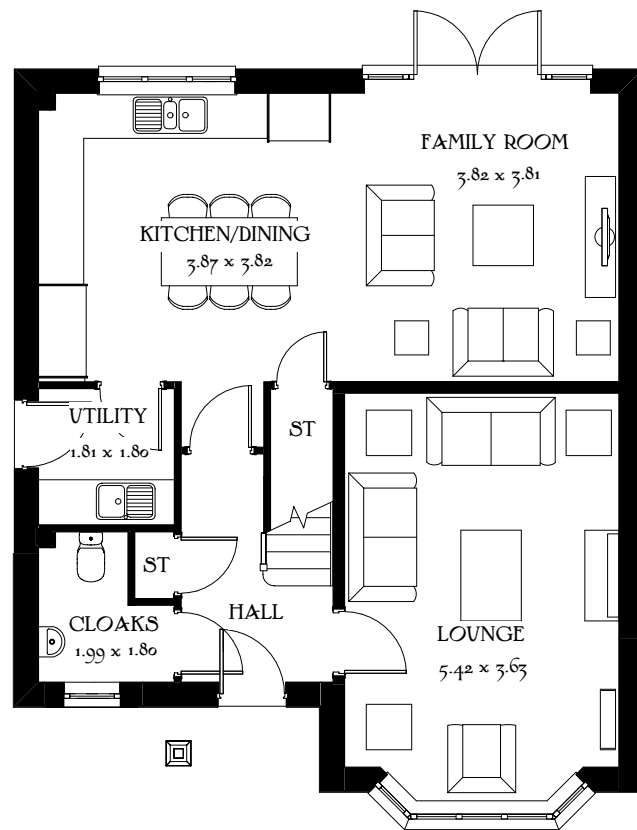 FAMILY ROOM
3.82 x 3.81
KITCHEN/DINING
3.87 x 3.82
UTILITY
1.81 x 1.80
ST
ST
HALL
CLOAKS
1.99 x 1.80
LOUNGE
5.42 x 3.63